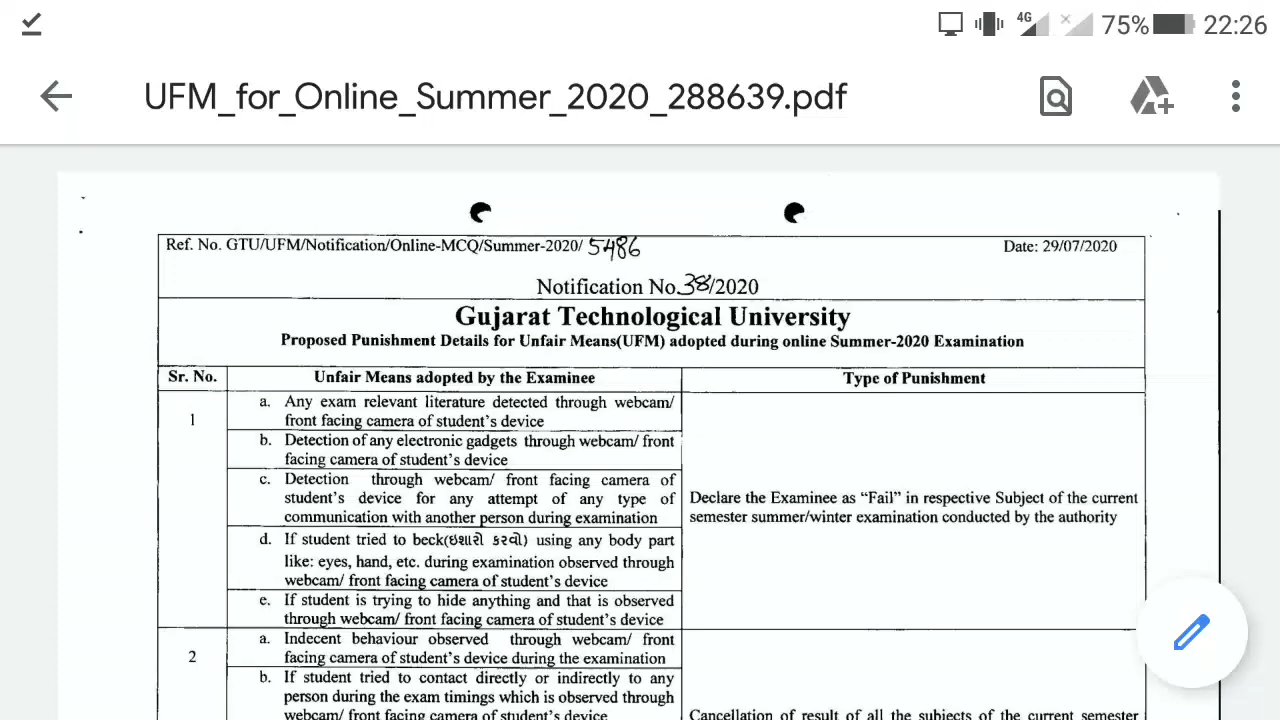 75% 22:26
4G
UFM_for_Online_Summer_2020_288639.pdf
Ref. No. GTU/UFM/Notification/Online-MCQ/Summer-2020/ 5486 Date: 29/07/2020
Notification No.38/2020
Gujarat Technological University
Proposed Punishment Details for Unfair Means(UFM) adopted during online Summer-2020 Examination
Sr. No. Unfair Means adopted by the Examinee Type of Punishment
1
a. Any exam relevant literature detected through webcam/
front facing camera of student's device
b. Detection of any electronic gadgets through webcam/ front
facing camera of student's device
c. Detection through webcam/ front facing camera of
student's device for any attempt of any type of
communication with another person during examination
d. If student tried to beck(ઇશારો કરવો) using any body part
like: eyes, hand, etc. during examination observed through
webcam/ front facing camera of student's device
e. If student is trying to hide anything and that is observed
through webcam/ front facing camera of student's device
Declare the Examinee as “Fail” in respective Subject of the current
semester summer/winter examination conducted by the authority
2
a. Indecent behaviour observed through webcam/ front
facing camera of student's device during the examination
b. If student tried to contact directly or indirectly to any
person during the exam timings which is observed through
webcam/ front facing camera of student's device
Cancellation of result of all the subjects of the current semester